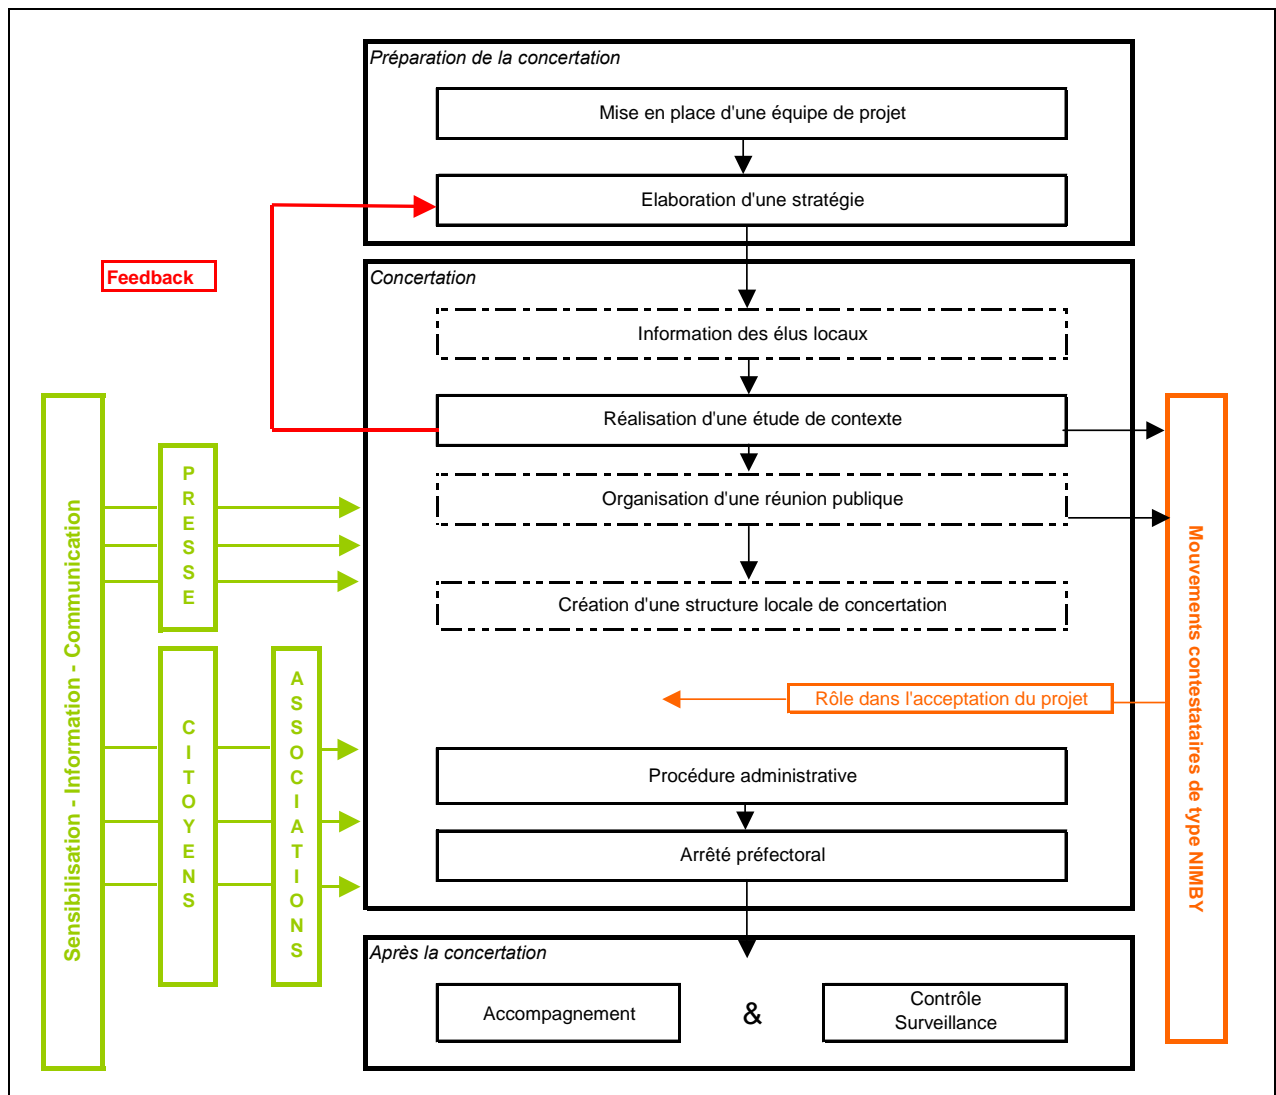 Préparation de la concertation
Mise en place d'une équipe de projet
Elaboration d'une stratégie
Feedback
Concertation
Information des élus locaux
Réalisation d'une étude de contexte
Organisation d'une réunion publique
Création d'une structure locale de concertation
Rôle dans l'acceptation du projet
Procédure administrative
Arrêté préfectoral
Après la concertation
Accompagnement
&
Contrôle
Surveillance
Sensibilisation - Information - Communication
PRESSE
CITOYENS
ASSOCIATIONS
Mouvements contestataires de type NIMBY